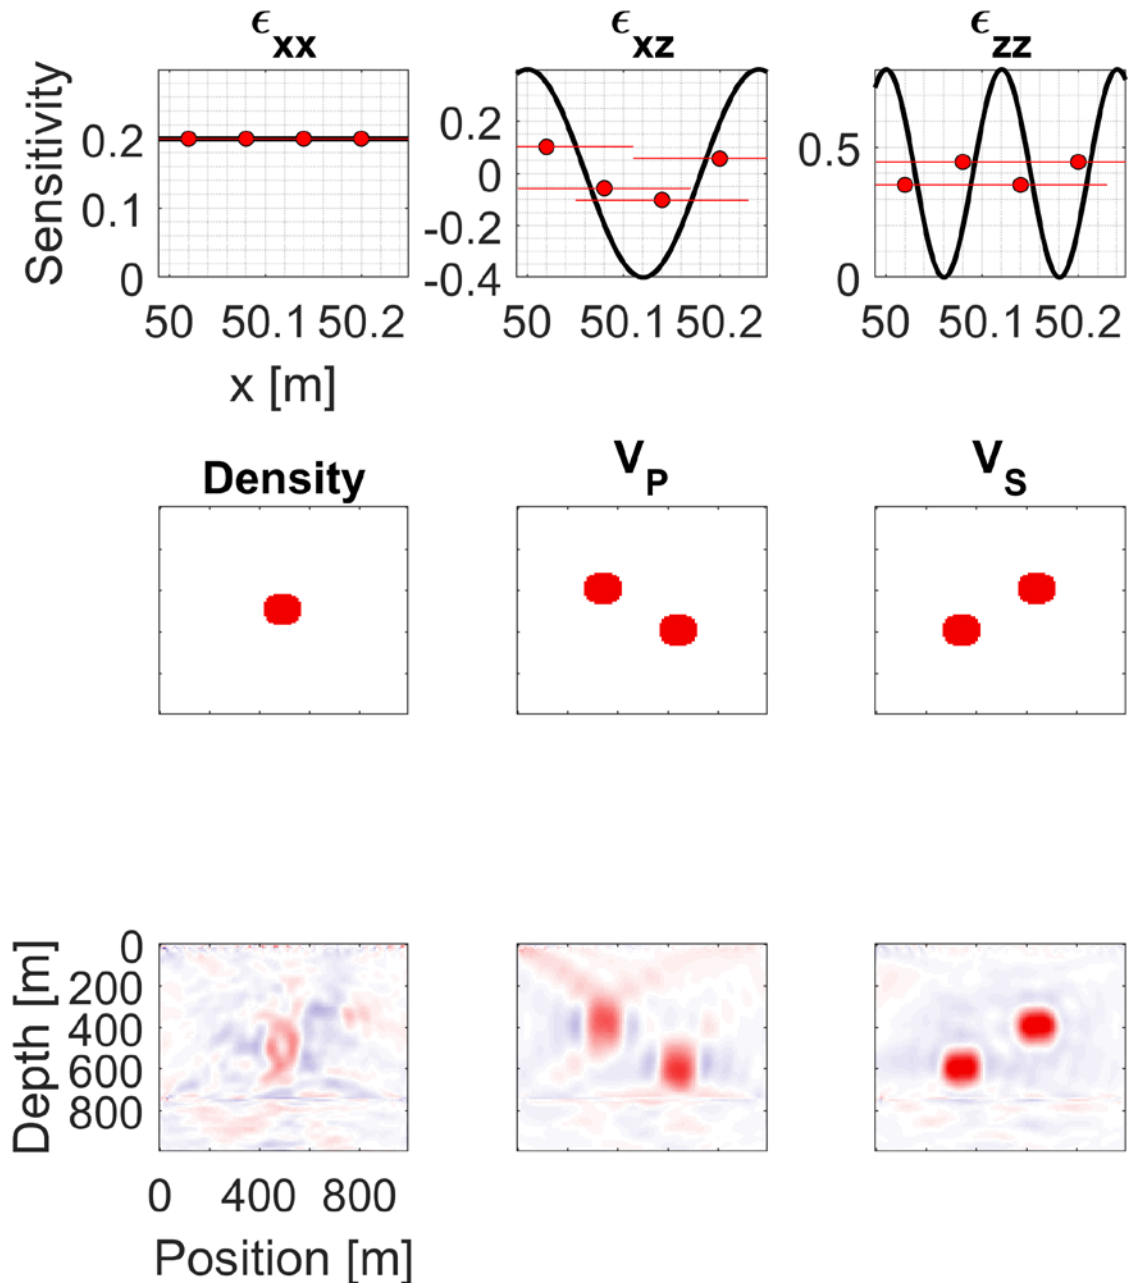 ϵxx ϵxz ϵzz
Sensitivity
0.2
0.1
0
0.2
0
-0.2
-0.4
0.5
0
50 50.1 50.2 50 50.1 50.2 50 50.1 50.2
x [m]
Density VP VS
Depth [m]
0
200
400
600
800
0 400 800
Position [m]